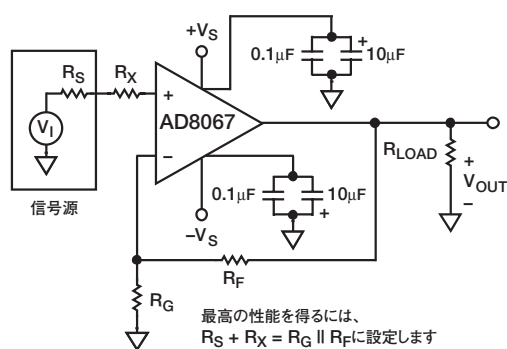 +VS
0.1µF
10µF
+
RS
RX
VI
+
AD8067
−
信号源
RLOAD
+
VOUT
−
0.1µF
10µF
+
−VS
RF
RG
最高の性能を得るには、
RS + RX = RG || RFに設定します